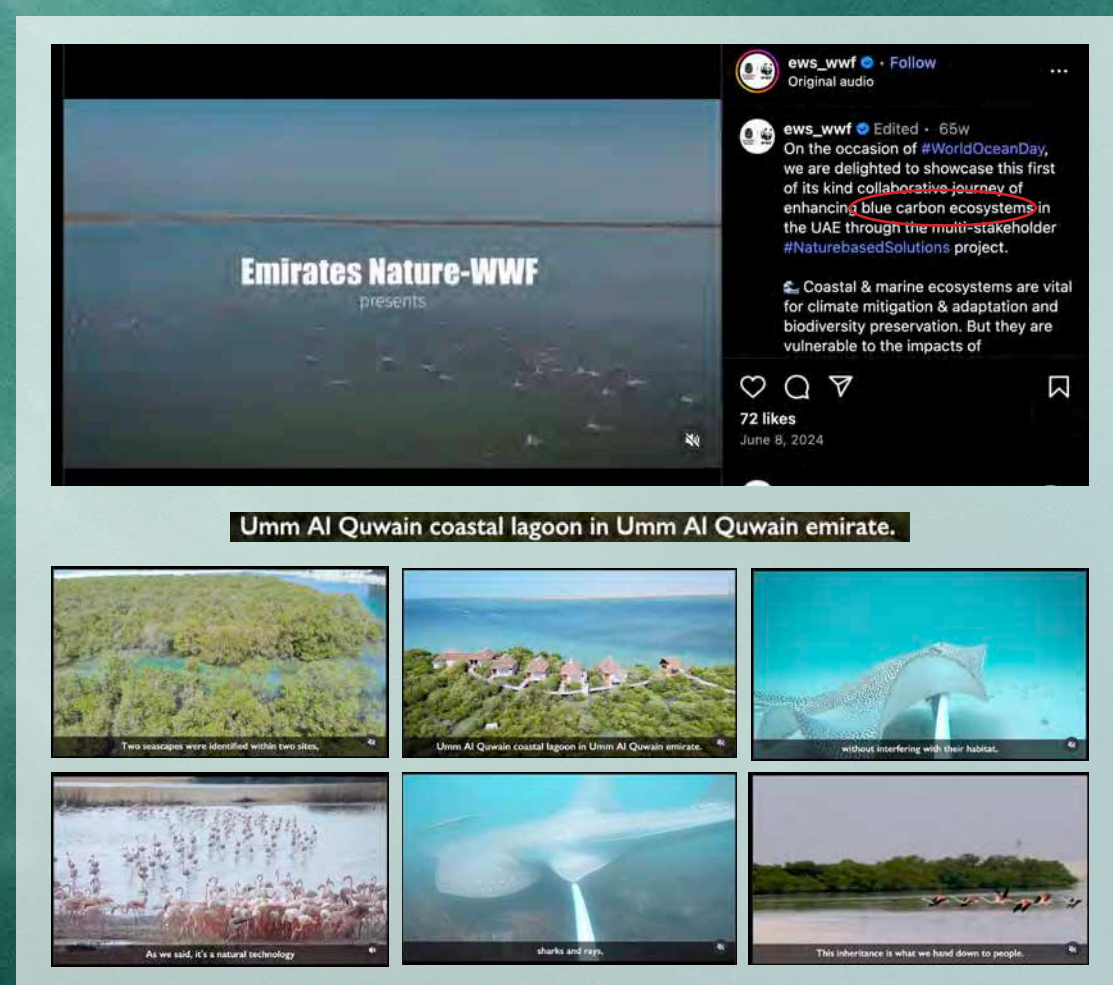 ews_wwf • Follow
Original audio
ews_wwf Edited • 65w
On the occasion of #WorldOceanDay,
we are delighted to showcase this first
of its kind collaborative journey of
enhancing blue carbon ecosystems in
the UAE through the multi-stakeholder
#NaturebasedSolutions project.
🌊 Coastal & marine ecosystems are vital
for climate mitigation & adaptation and
biodiversity preservation. But they are
vulnerable to the impacts of
72 likes
June 8, 2024
Emirates Nature-WWF
presents
Umm Al Quwain coastal lagoon in Umm Al Quwain emirate.
Two seascapes were identified within two sites,
Umm Al Quwain coastal lagoon in Umm Al Quwain emirate.
without interfering with their habitat.
As we said, it's a natural technology
sharks and rays,
This inheritance is what we hand down to people.